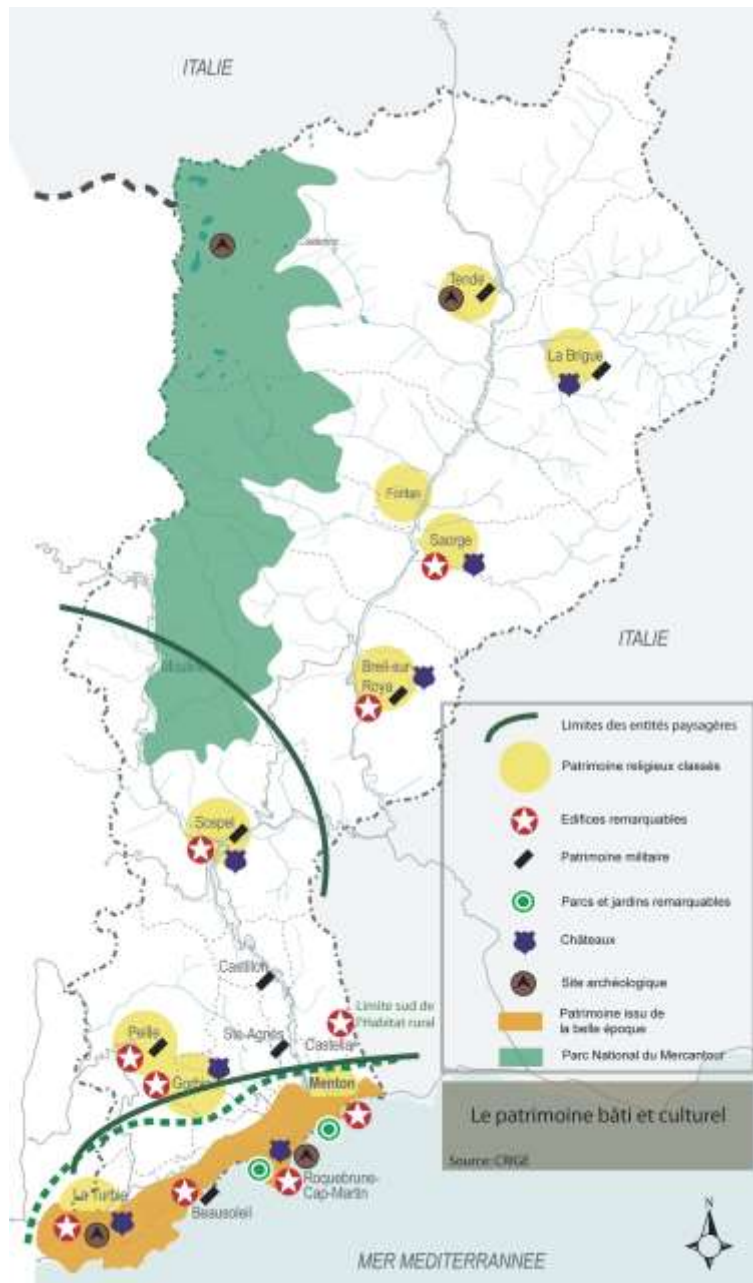 ITALIE
Tende
La Brigue
Fontan
Saorge
ITALIE
Breil-sur-
Roya
Moulinet
Limites des entités paysagères
Patrimoine religieux classés
Edifices remarquables
Patrimoine militaire
Parcs et jardins remarquables
Châteaux
Site archéologique
Patrimoine issu de
la belle époque
Parc National du Mercantour
Sospel
Castillon
Limite sud de
l'Habitat rural
Peille
Ste-Agnès
Castellar
Gorbio
Menton
Le patrimoine bâti et culturel
Source: CRIGE
La Turbie
Roquebrune-
Cap-Martin
Beausoleil
N
MER MEDITERRANNEE